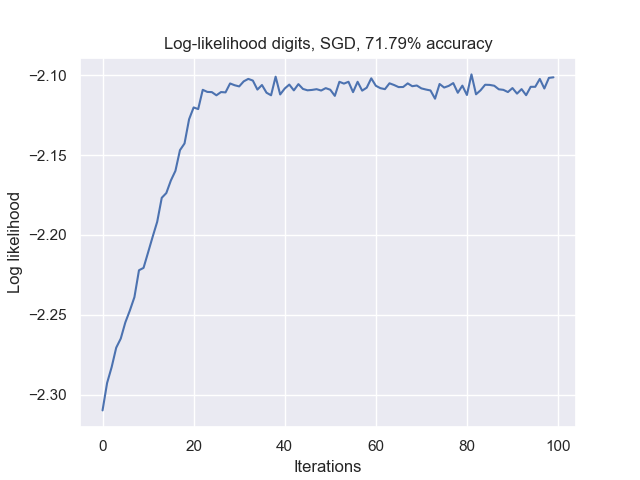 Log-likelihood digits, SGD, 71.79% accuracy
−2.10
−2.15
−2.20
−2.25
−2.30
Log likelihood
0 20 40 60 80 100
Iterations